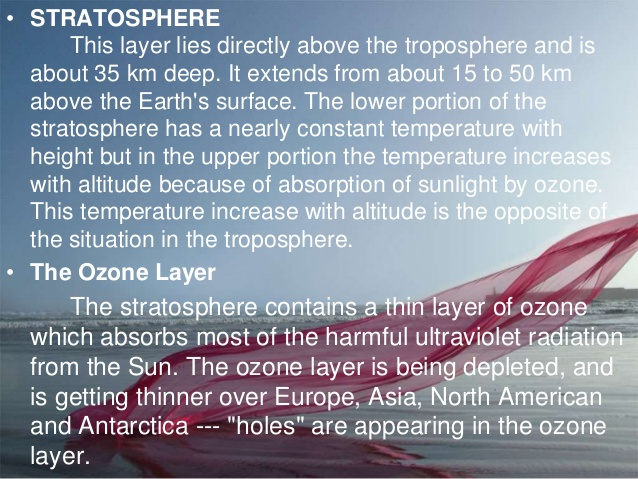 • STRATOSPHERE
This layer lies directly above the troposphere and is
about 35 km deep. It extends from about 15 to 50 km
above the Earth's surface. The lower portion of the
stratosphere has a nearly constant temperature with
height but in the upper portion the temperature increases
with altitude because of absorption of sunlight by ozone.
This temperature increase with altitude is the opposite of
the situation in the troposphere.
• The Ozone Layer
The stratosphere contains a thin layer of ozone
which absorbs most of the harmful ultraviolet radiation
from the Sun. The ozone layer is being depleted, and
is getting thinner over Europe, Asia, North American
and Antarctica --- "holes" are appearing in the ozone
layer.